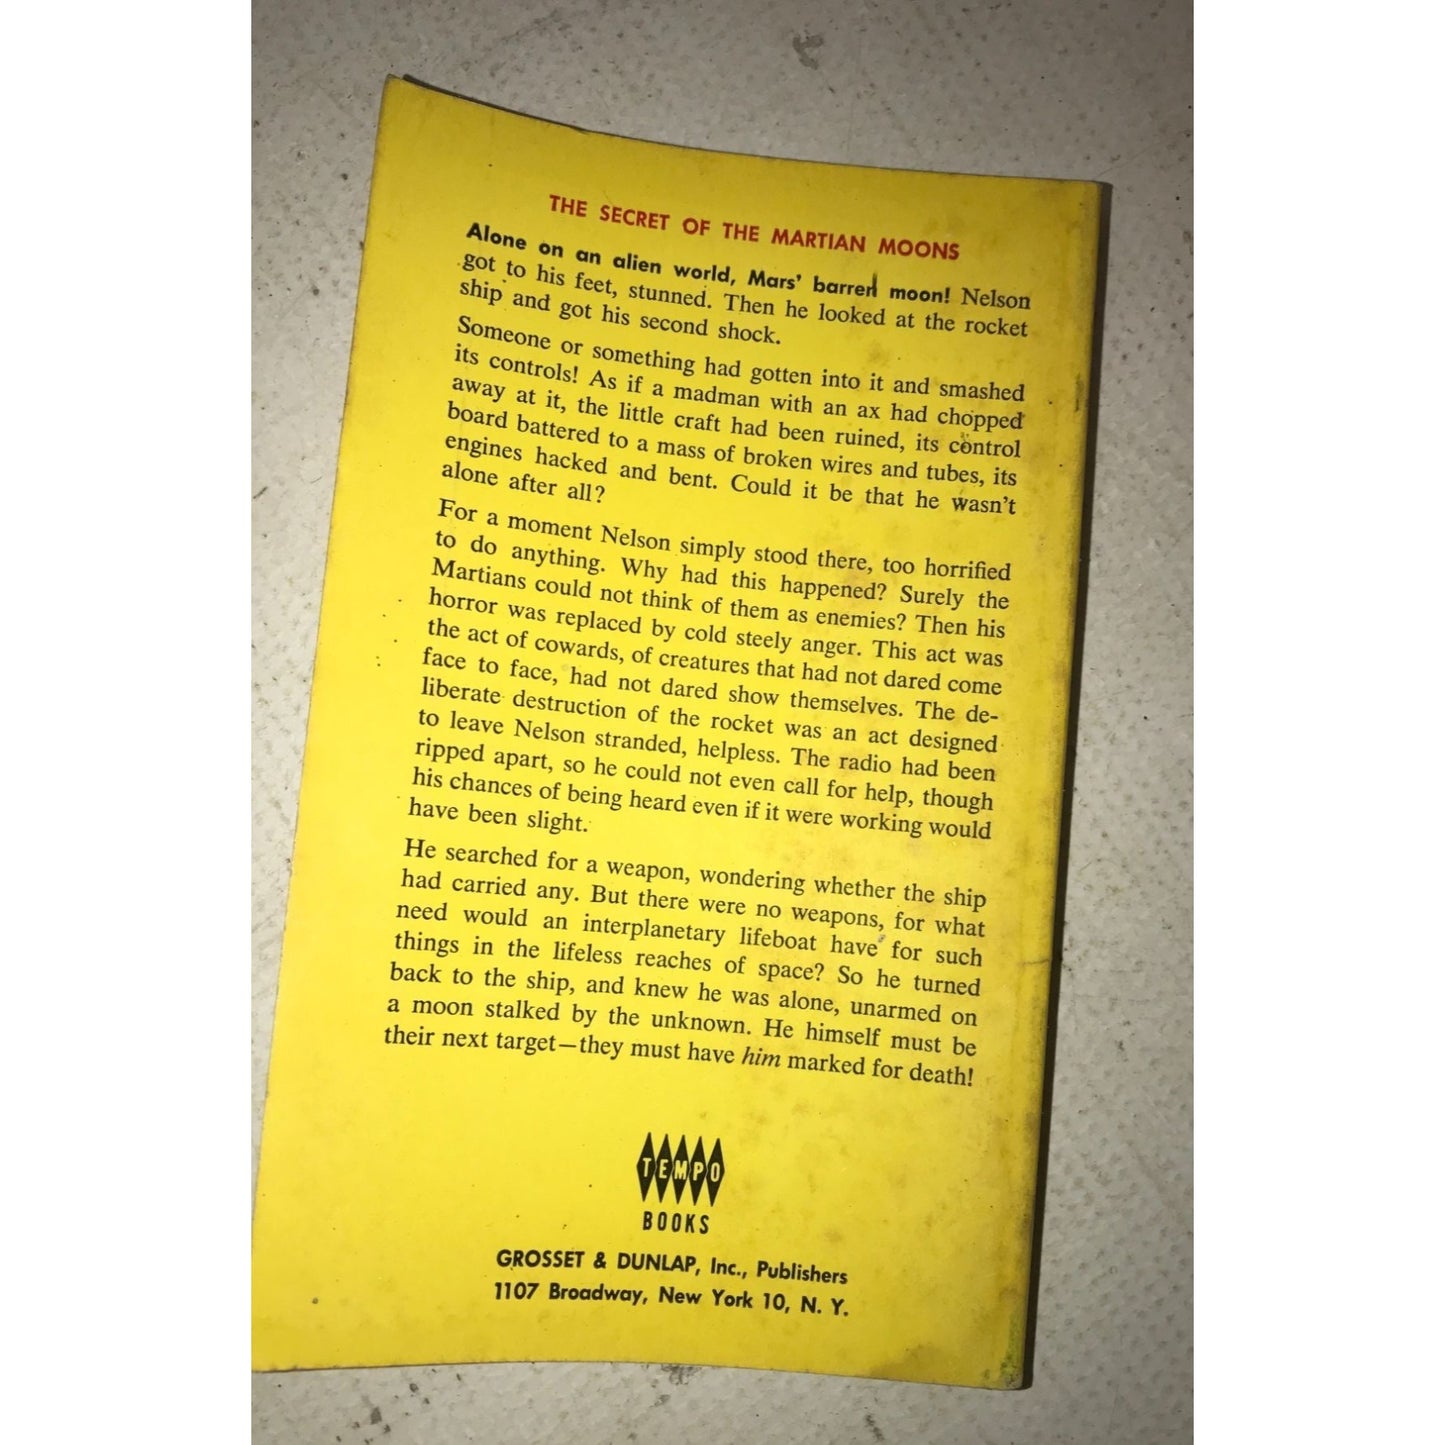 THE SECRET OF THE MARTIAN MOONS
Alone on an alien world, Mars' barren moon! Nelson
got to his feet, stunned. Then he looked at the rocket
ship and got his second shock.
Someone or something had gotten into it and smashed
its controls! As if a madman with an ax had chopped
away at it, the little craft had been ruined, its control
board battered to a mass of broken wires and tubes, its
engines hacked and bent. Could it be that he wasn't
alone after all?
For a moment Nelson simply stood there, too horrified
to do anything. Why had this happened? Surely the
Martians could not think of them as enemies? Then his
horror was replaced by cold steely anger. This act was
the act of cowards, of creatures that had not dared come
face to face, had not dared show themselves. The de-
liberate destruction of the rocket was an act designed
to leave Nelson stranded, helpless. The radio had been
ripped apart, so he could not even call for help, though
his chances of being heard even if it were working would
have been slight.
He searched for a weapon, wondering whether the ship
had carried any. But there were no weapons, for what
need would an interplanetary lifeboat have for such
things in the lifeless reaches of space? So he turned
back to the ship, and knew he was alone, unarmed on
a moon stalked by the unknown. He himself must be
their next target—they must have him marked for death!
TEMPO
BOOKS
GROSSET & DUNLAP, Inc., Publishers
1107 Broadway, New York 10, N. Y.